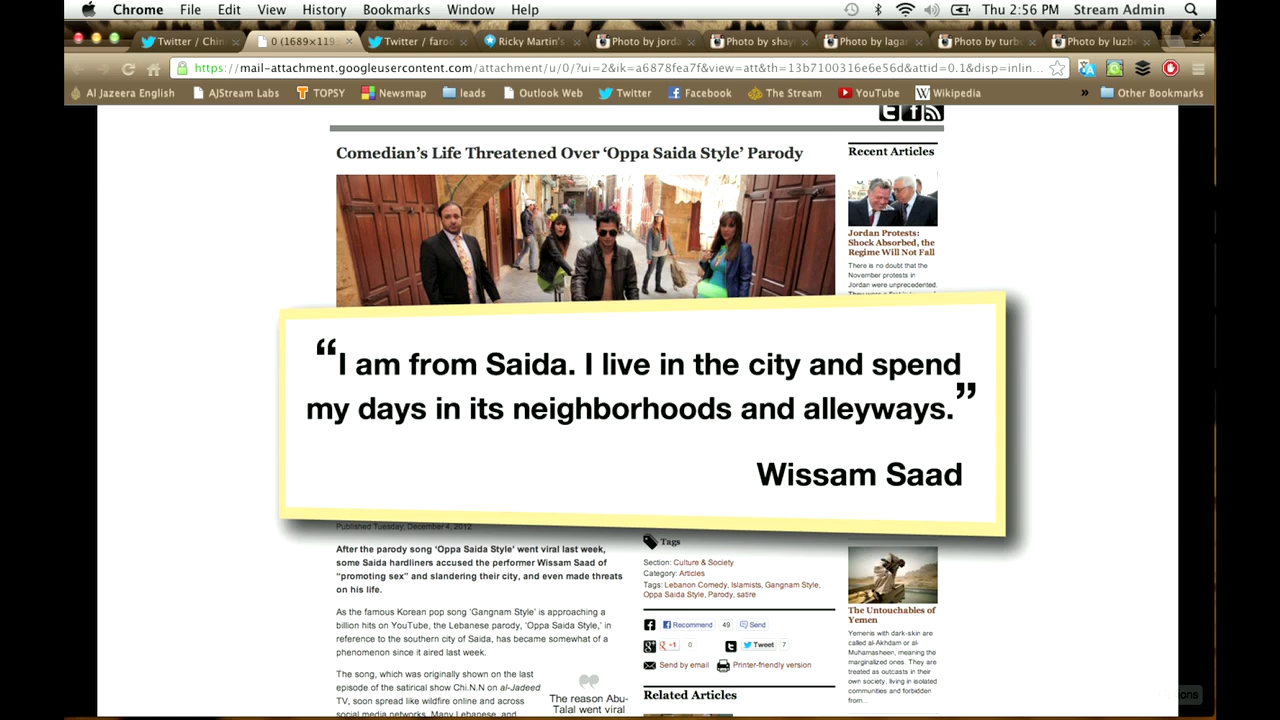 Chrome File Edit View History Bookmarks Window Help Thu 2:56 PM Stream Admin
Twitter / Chin 0 (1689×119 Twitter / faro Ricky Martin's Photo by jorda Photo by shay Photo by lagar Photo by turb Photo by luzb
https://mail-attachment.googleusercontent.com/attachment/u/0/?ui=2&ik=a6878fea7f&view=att&th=13b7100316e6e56d&attid=0.1&disp=inlin...
Al Jazeera English AJStream Labs TOPSY Newsmap leads Outlook Web Twitter Facebook The Stream YouTube Wikipedia » Other Bookmarks
Comedian's Life Threatened Over 'Oppa Saida Style' Parody
“I am from Saida. I live in the city and spend
my days in its neighborhoods and alleyways.”
Wissam Saad
Published Tuesday, December 4, 2012
After the parody song 'Oppa Saida Style' went viral last week,
some Saida hardliners accused the performer Wissam Saad of
“promoting sex” and slandering their city, and even made threats
on his life.
As the famous Korean pop song 'Gangnam Style' is approaching a
billion hits on YouTube, the Lebanese parody, 'Oppa Saida Style,' in
reference to the southern city of Saida, has became somewhat of a
phenomenon since it aired last week.
The song, which was originally shown on the last
episode of the satirical show Chi.N.N on al-Jadeed
TV, soon spread like wildfire online and across
social media networks. Many Lebanese, and
The reason Abu-
Talal went viral
Tags
Section: Culture & Society
Category: Articles
Tags: Lebanon Comedy, Islamists, Gangnam Style,
Oppa Saida Style, Parody, satire
Recommend 49 Send
+1 0 Tweet 7
Send by email Printer-friendly version
Related Articles
Recent Articles
Jordan Protests:
Shock Absorbed, the
Regime Will Not Fall
There is no doubt that the
November protests in
Jordan were unprecedented.
The Untouchables of
Yemen
Yemenis with dark-skin are
called al-Akhdam or al-
Muhamasheen, meaning the
marginalized ones. They are
treated as outcasts in their
own society, living in isolated
communities and forbidden
from...